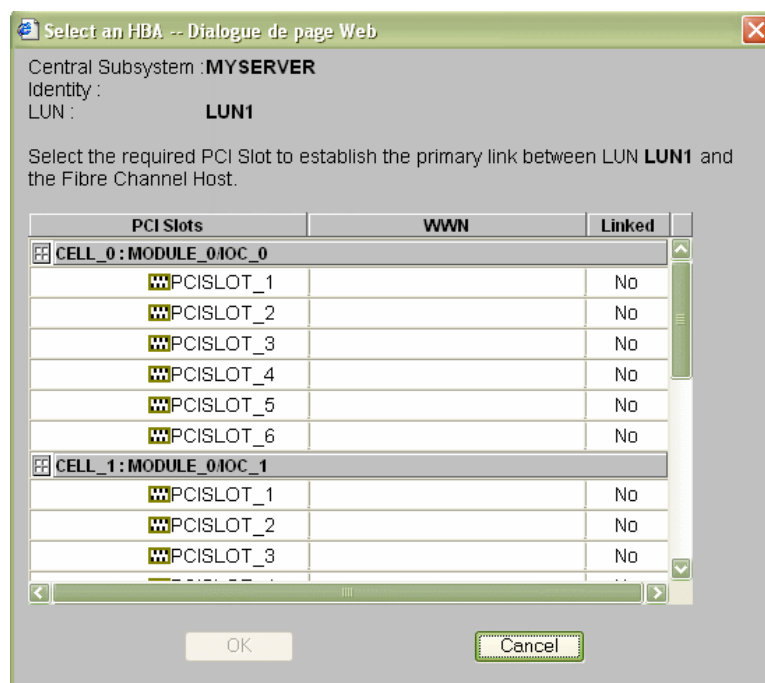 Select an HBA -- Dialogue de page Web
Central Subsystem : MYSERVER
Identity :
LUN : LUN1
Select the required PCI Slot to establish the primary link between LUN LUN1 and
the Fibre Channel Host.
PCI Slots WWN Linked
CELL_0 : MODULE_0/IOC_0
PCISLOT_1 No
PCISLOT_2 No
PCISLOT_3 No
PCISLOT_4 No
PCISLOT_5 No
PCISLOT_6 No
CELL_1 : MODULE_0/IOC_1
PCISLOT_1 No
PCISLOT_2 No
PCISLOT_3 No
OK Cancel